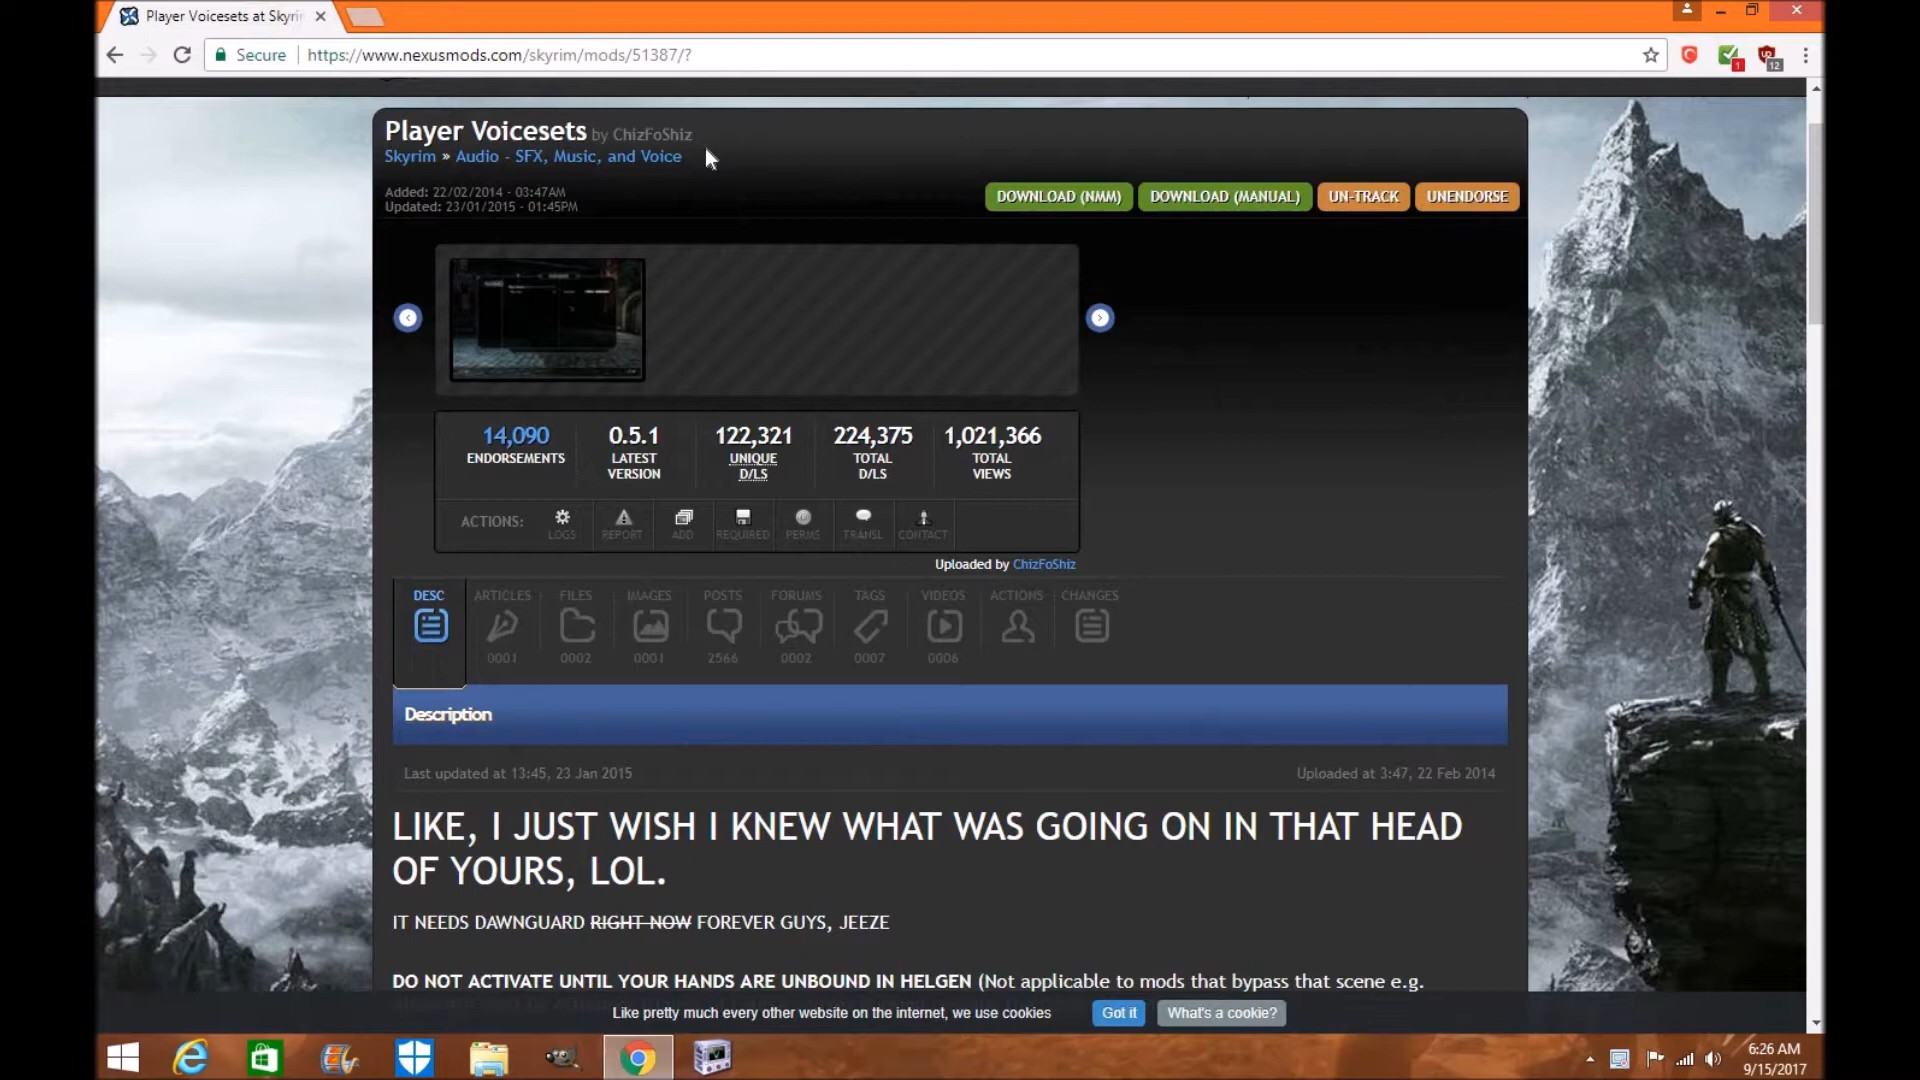 Player Voicesets at Skyri
Secure https://www.nexusmods.com/skyrim/mods/51387/?
1
12
Player Voicesets by ChizFoShiz
Skyrim » Audio - SFX, Music, and Voice
Added: 22/02/2014 - 03:47AM
Updated: 23/01/2015 - 01:45PM
DOWNLOAD (NMM) DOWNLOAD (MANUAL) UN-TRACK UNENDORSE
14,090 0.5.1 122,321 224,375 1,021,366
ENDORSEMENTS LATEST UNIQUE TOTAL TOTAL
VERSION D/LS D/LS VIEWS
ACTIONS: LOGS REPORT ADD REQUIRED PERMS TRANSL CONTACT
Uploaded by ChizFoShiz
DESC ARTICLES FILES IMAGES POSTS FORUMS TAGS VIDEOS ACTIONS CHANGES
0001 0002 0001 2566 0002 0007 0006
Description
Last updated at 13:45, 23 Jan 2015 Uploaded at 3:47, 22 Feb 2014
LIKE, I JUST WISH I KNEW WHAT WAS GOING ON IN THAT HEAD
OF YOURS, LOL.
IT NEEDS DAWNGUARD RIGHT NOW FOREVER GUYS, JEEZE
DO NOT ACTIVATE UNTIL YOUR HANDS ARE UNBOUND IN HELGEN (Not applicable to mods that bypass that scene e.g.
Like pretty much every other website on the internet, we use cookies Got it What's a cookie?
6:26 AM
9/15/2017